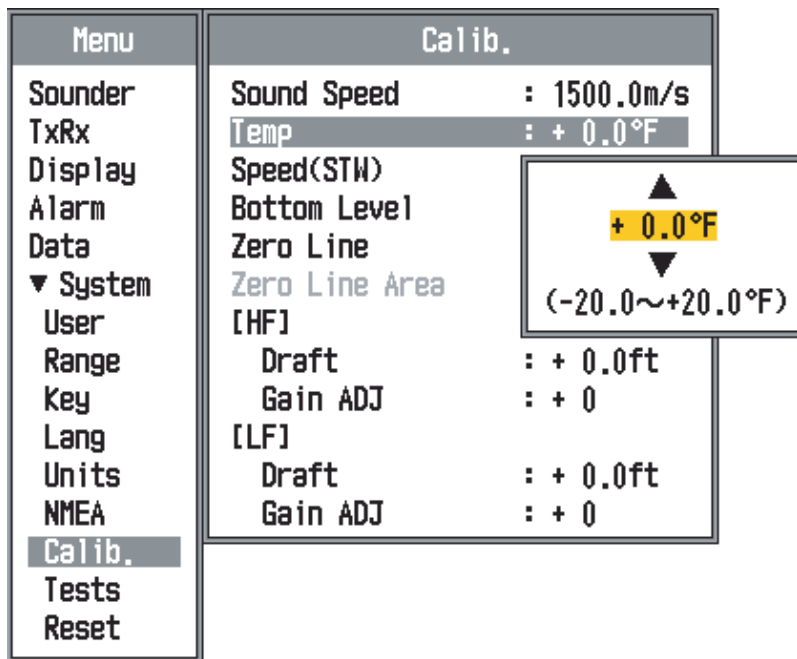 Menu
Sounder
TxRx
Display
Alarm
Data
▼ System
User
Range
Key
Lang
Units
NMEA
Calib.
Tests
Reset
Calib.
Sound Speed : 1500.0m/s
Temp : + 0.0°F
Speed(STW)
Bottom Level
Zero Line
Zero Line Area
[HF]
Draft : + 0.0ft
Gain ADJ : + 0
[LF]
Draft : + 0.0ft
Gain ADJ : + 0
▲
+ 0.0°F
▼
(-20.0～+20.0°F)